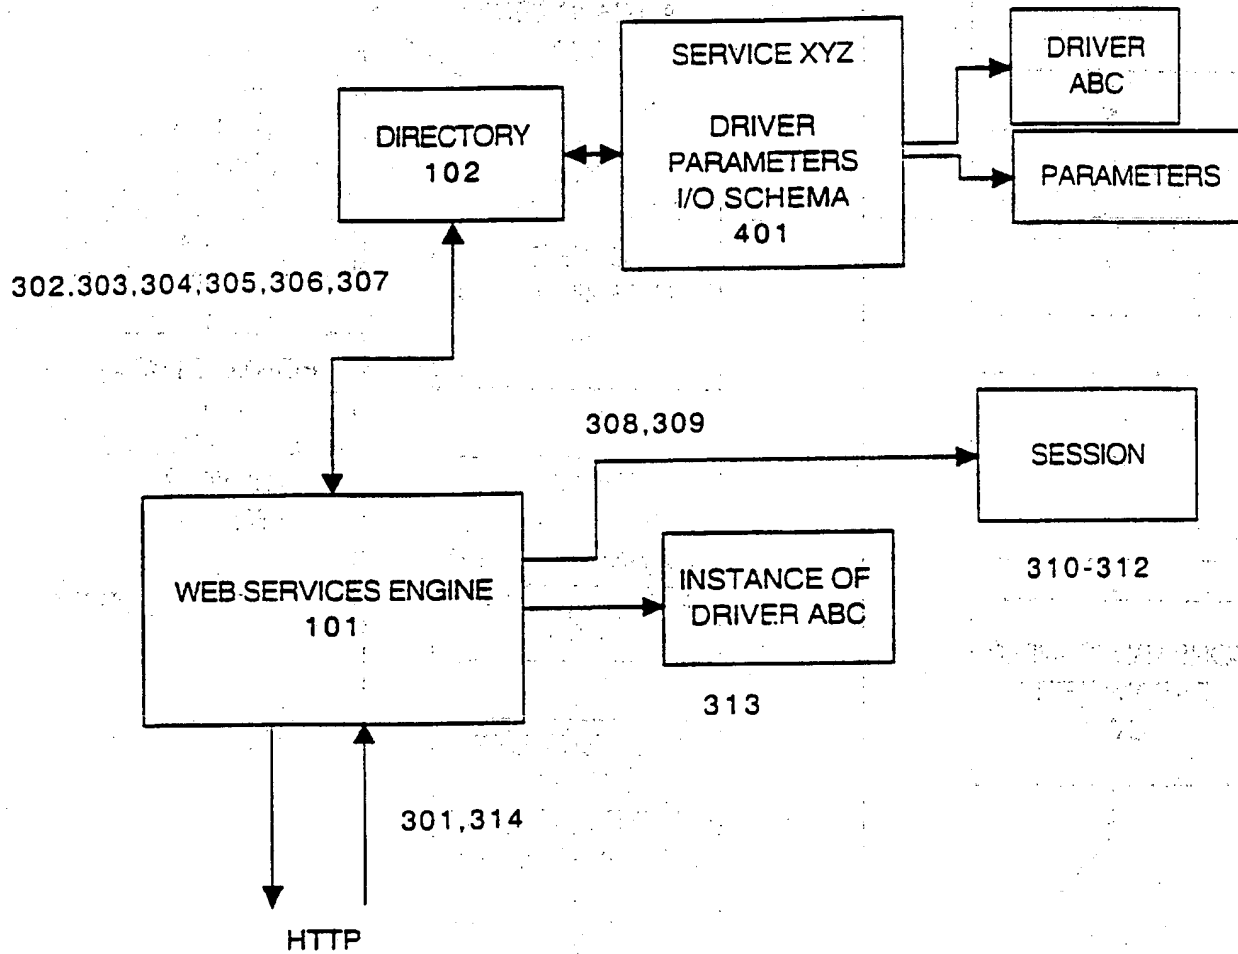 SERVICE XYZ
DRIVER
PARAMETERS
I/O SCHEMA
401
DRIVER
ABC
PARAMETERS
DIRECTORY
102
302.303,304,305,306,307
308,309
SESSION
310-312
WEB SERVICES ENGINE
101
INSTANCE OF
DRIVER ABC
313
301,314
HTTP